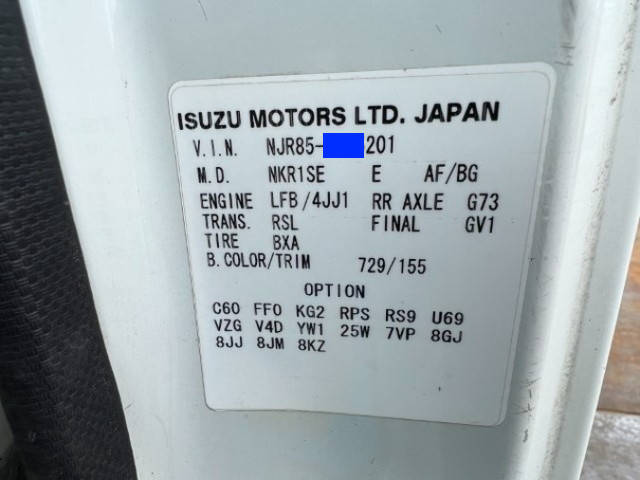 ISUZU MOTORS LTD. JAPAN
V.I.N. NJR85- 201
M.D. NKR1SE E AF/BG
ENGINE LFB/4JJ1 RR AXLE G73
TRANS. RSL FINAL GV1
TIRE BXA
B.COLOR/TRIM 729/155
OPTION
C60 FF0 KG2 RPS RS9 U69
VZG V4D YW1 25W 7VP 8GJ
8JJ 8JM 8KZ